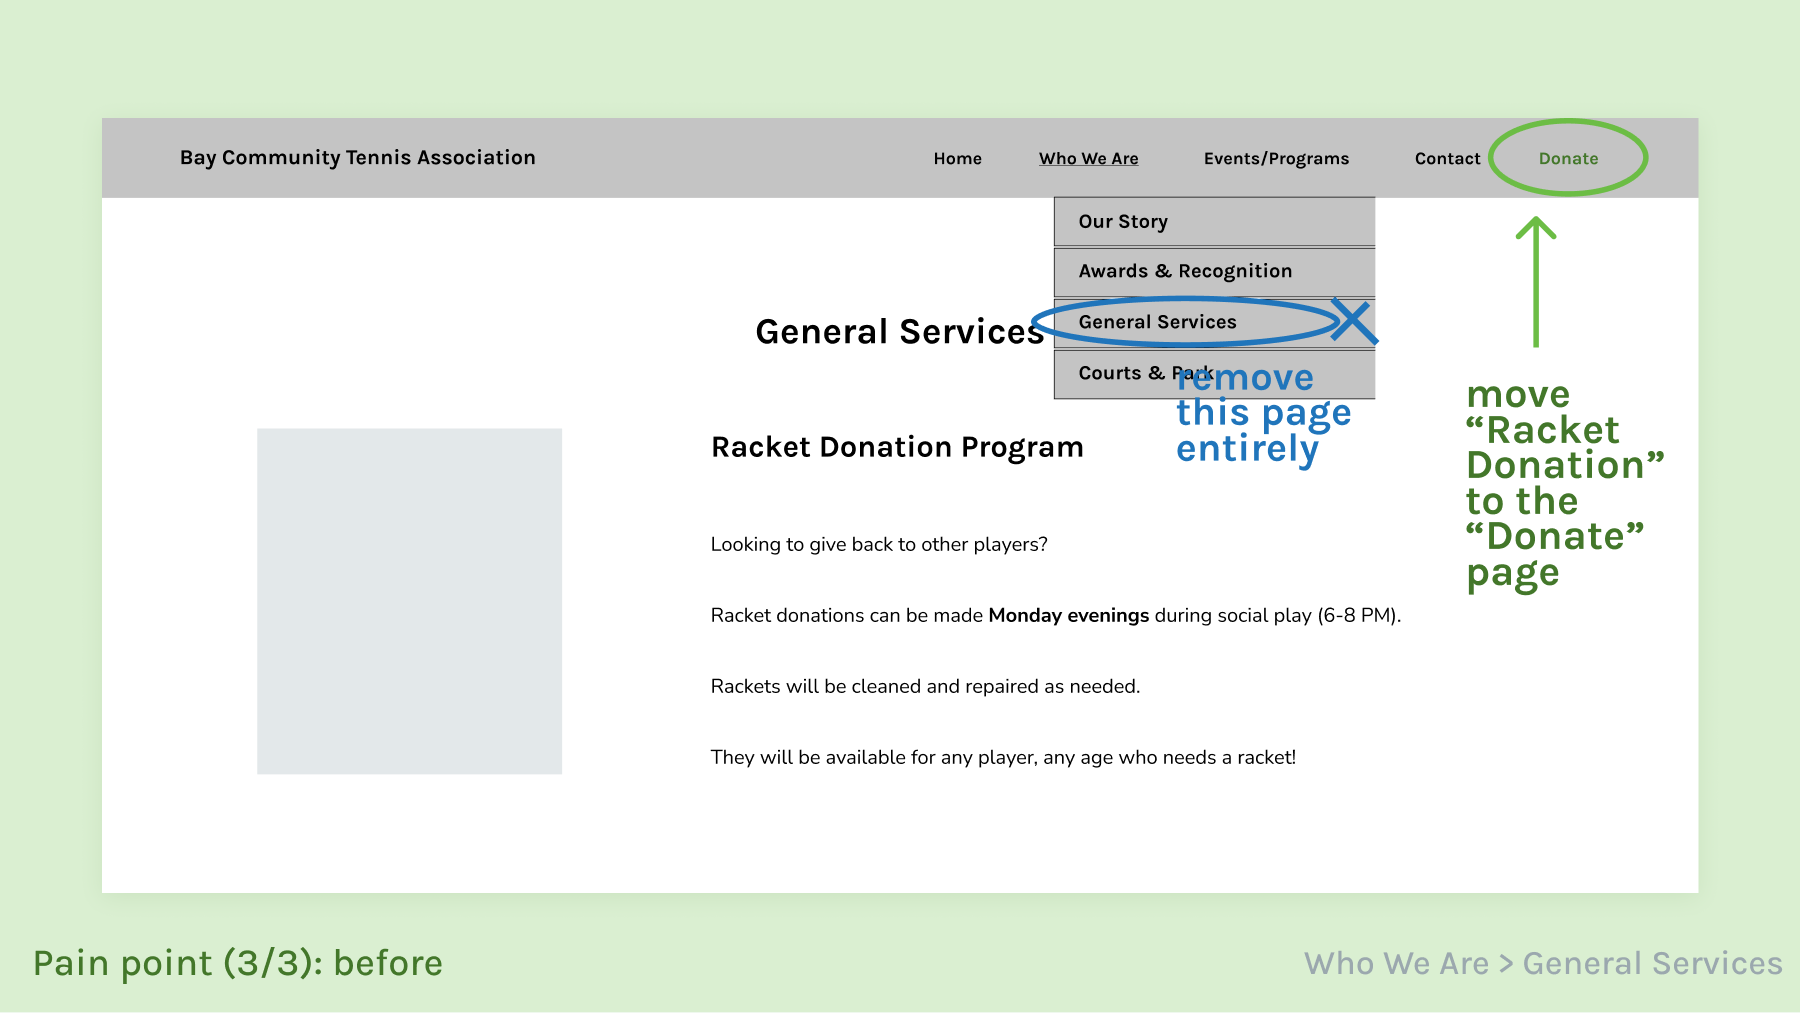 Bay Community Tennis Association
Home Who We Are Events/Programs Contact Donate
Our Story
Awards & Recognition
General Services
Courts & Park
General Services
remove
this page
entirely
move
“Racket
Donation”
to the
“Donate”
page
Racket Donation Program
Looking to give back to other players?
Racket donations can be made Monday evenings during social play (6-8 PM).
Rackets will be cleaned and repaired as needed.
They will be available for any player, any age who needs a racket!
Pain point (3/3): before
Who We Are > General Services